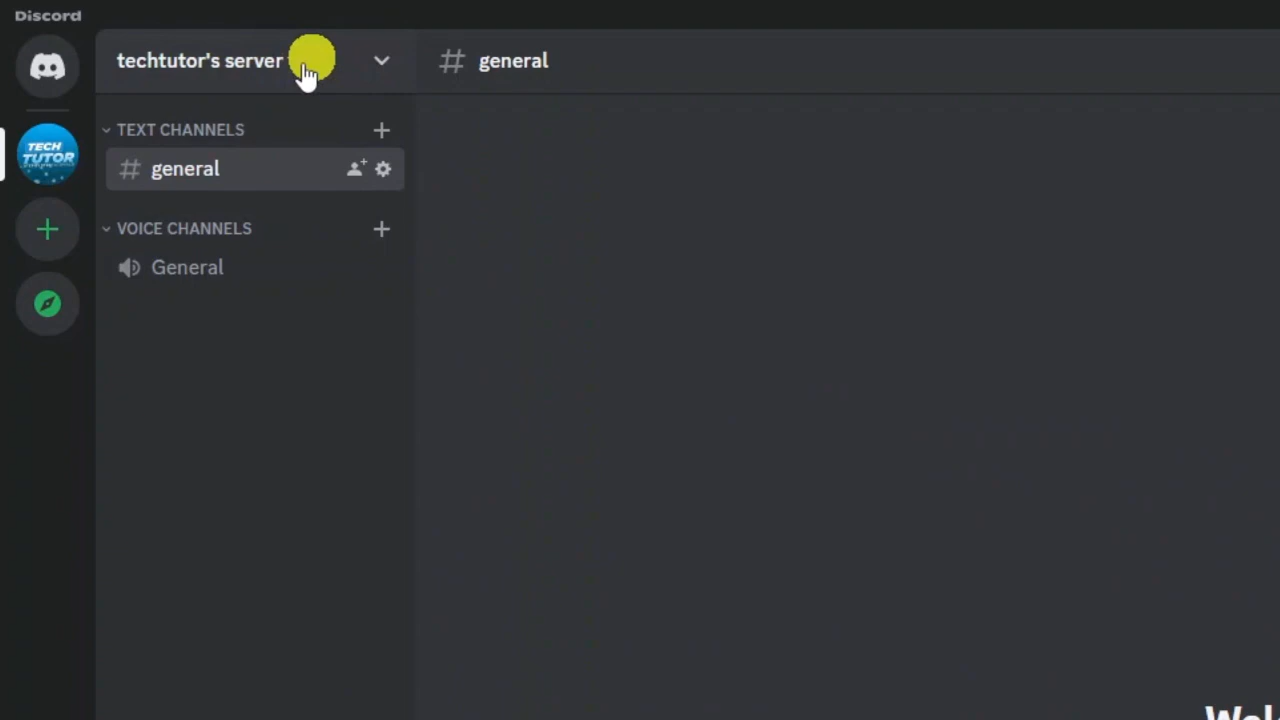 Discord
techtutor's server
# general
TEXT CHANNELS
# general
TECH
TUTOR
VOICE CHANNELS
General